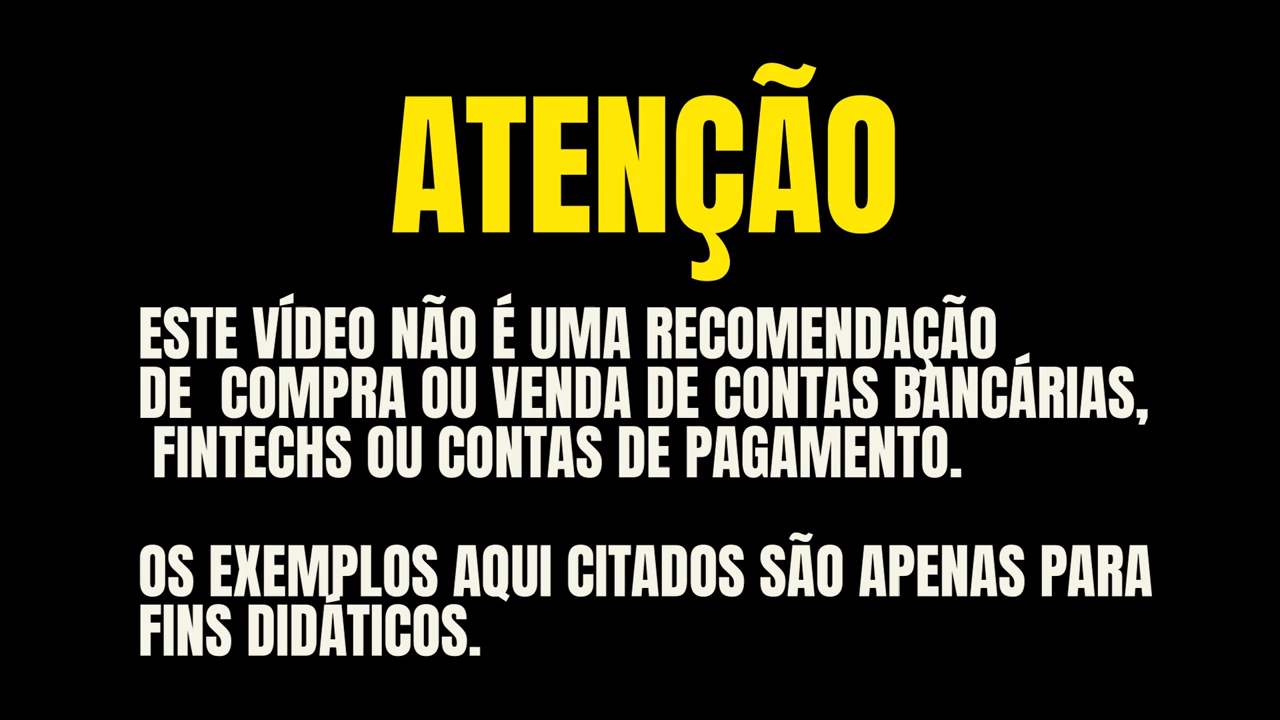 ATENÇÃO
ESTE VÍDEO NÃO É UMA RECOMENDAÇÃO
DE  COMPRA OU VENDA DE CONTAS BANCÁRIAS,
FINTECHS OU CONTAS DE PAGAMENTO.
OS EXEMPLOS AQUI CITADOS SÃO APENAS PARA
FINS DIDÁTICOS.